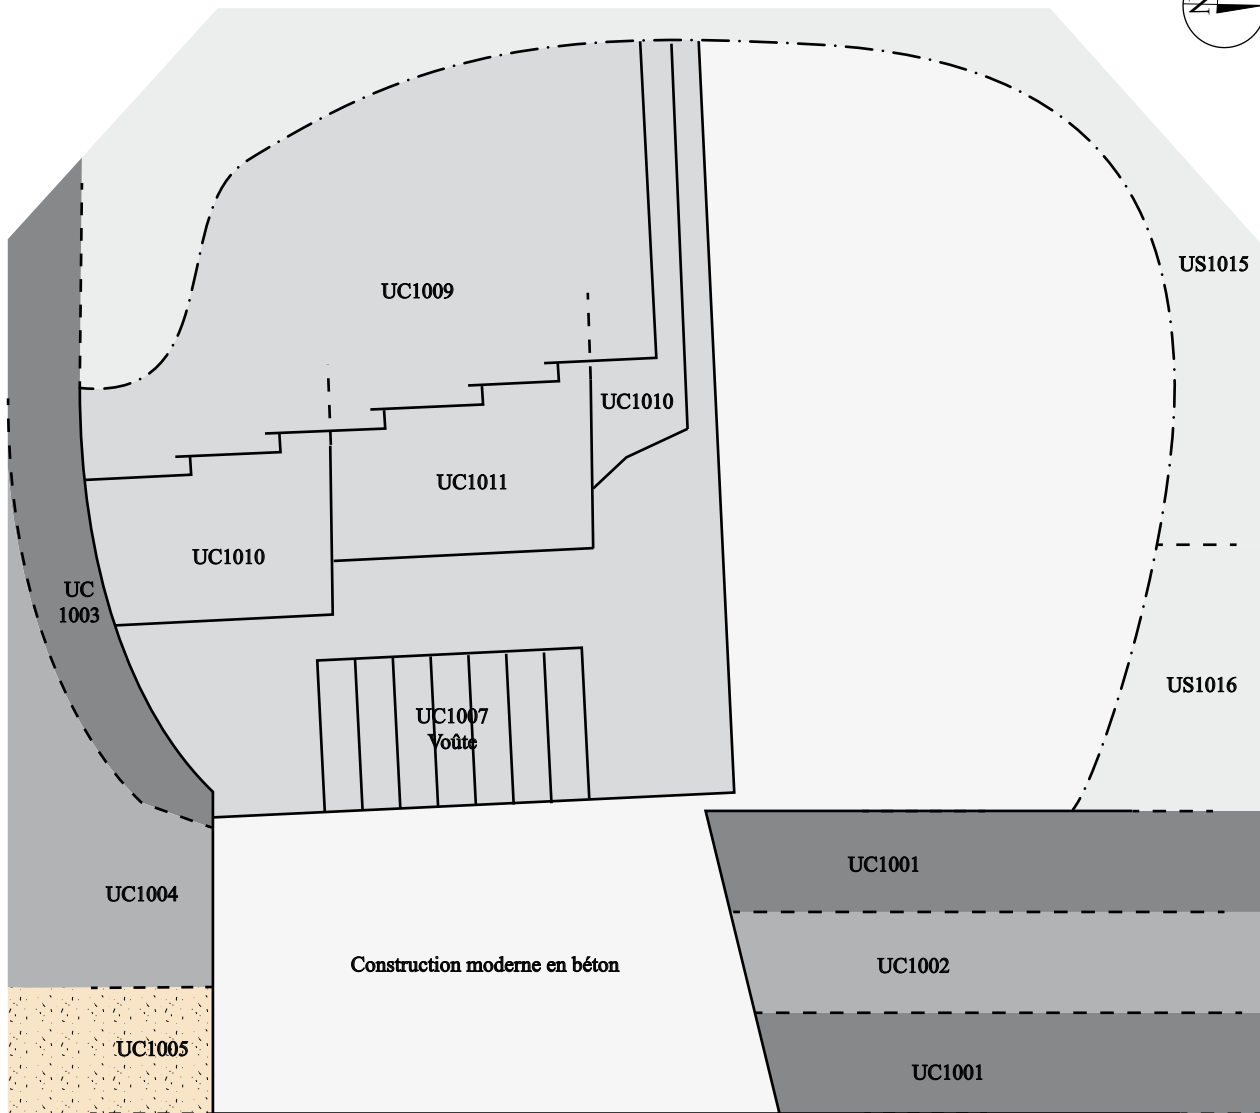 N
US1015
UC1009
UC1010
UC1011
UC1010
UC
1003
US1016
UC1007
Voûte
UC1001
UC1004
Construction moderne en béton
UC1002
UC1005
UC1001